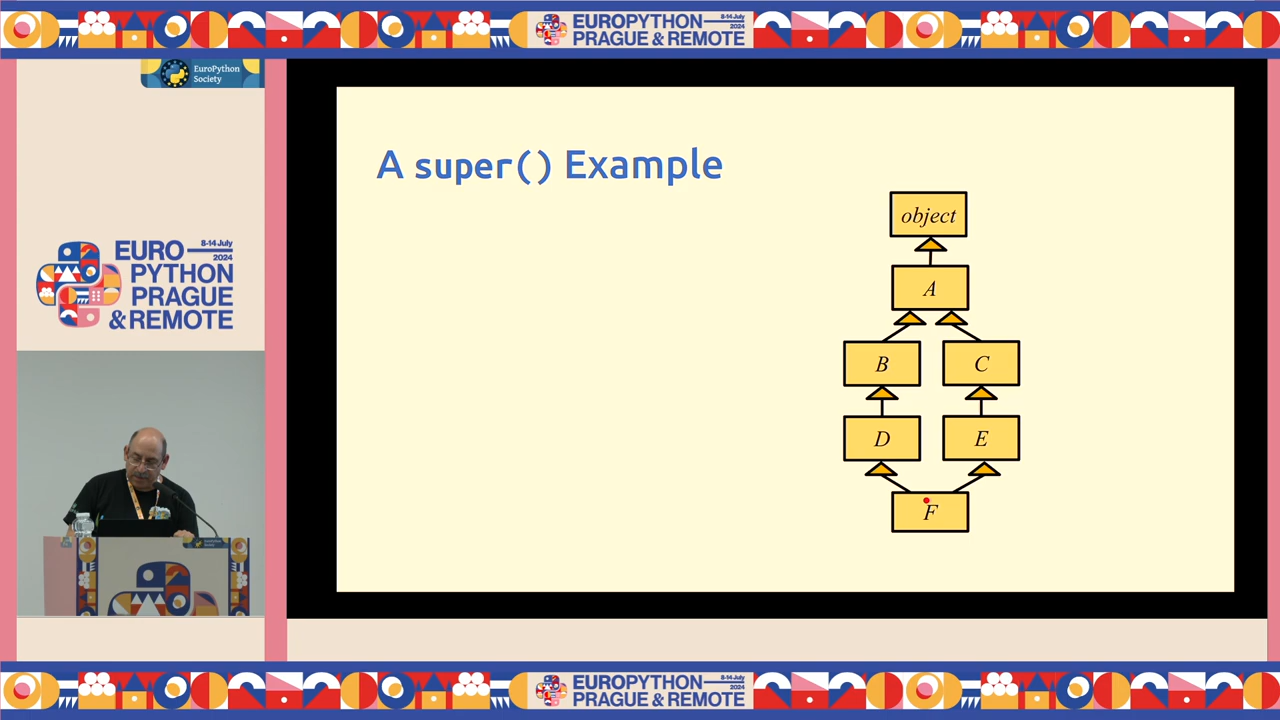 EUROPYTHON
8-14 July
2024
PRAGUE & REMOTE
EuroPython
Society
A super() Example
object
A
B
C
D
E
F
EURO
8-14 July
2024
PYTHON
PRAGUE
& REMOTE
EUROPYTHON
8-14 July
2024
PRAGUE & REMOTE